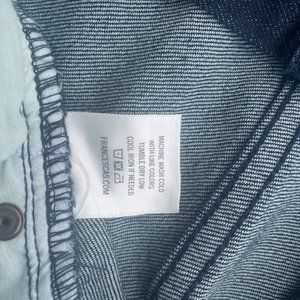 MACHINE WASH COLD
WITH LIKE COLORS
TUMBLE DRY LOW
COOL IRON IF NEEDED
FRANCESCAS.COM